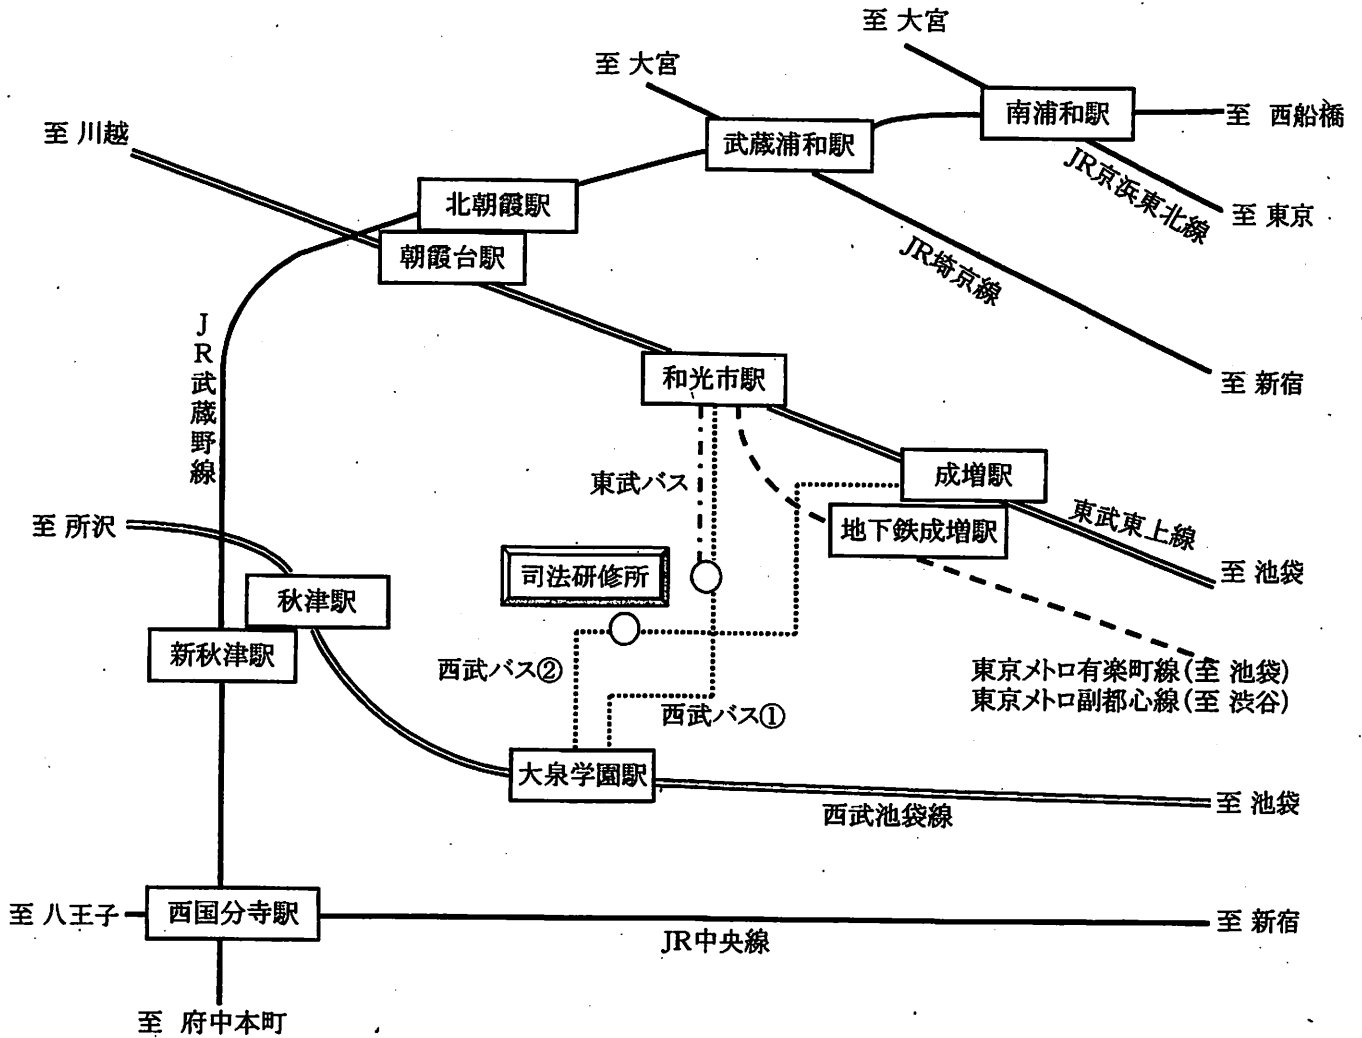 至 大宮
至 大宮
南浦和駅
至 西船橋
至 川越
武蔵浦和駅
JR京浜東北線
北朝霞駅
至 東京
朝霞台駅
JR埼京線
JR武蔵野線
和光市駅
至 新宿
東武バス
成増駅
地下鉄成増駅
東武東上線
至 所沢
司法研修所
至 池袋
秋津駅
新秋津駅
西武バス②
東京メトロ有楽町線(至 池袋)
東京メトロ副都心線(至 渋谷)
西武バス①
大泉学園駅
西武池袋線
至 池袋
至 八王子
西国分寺駅
至 新宿
JR中央線
至 府中本町